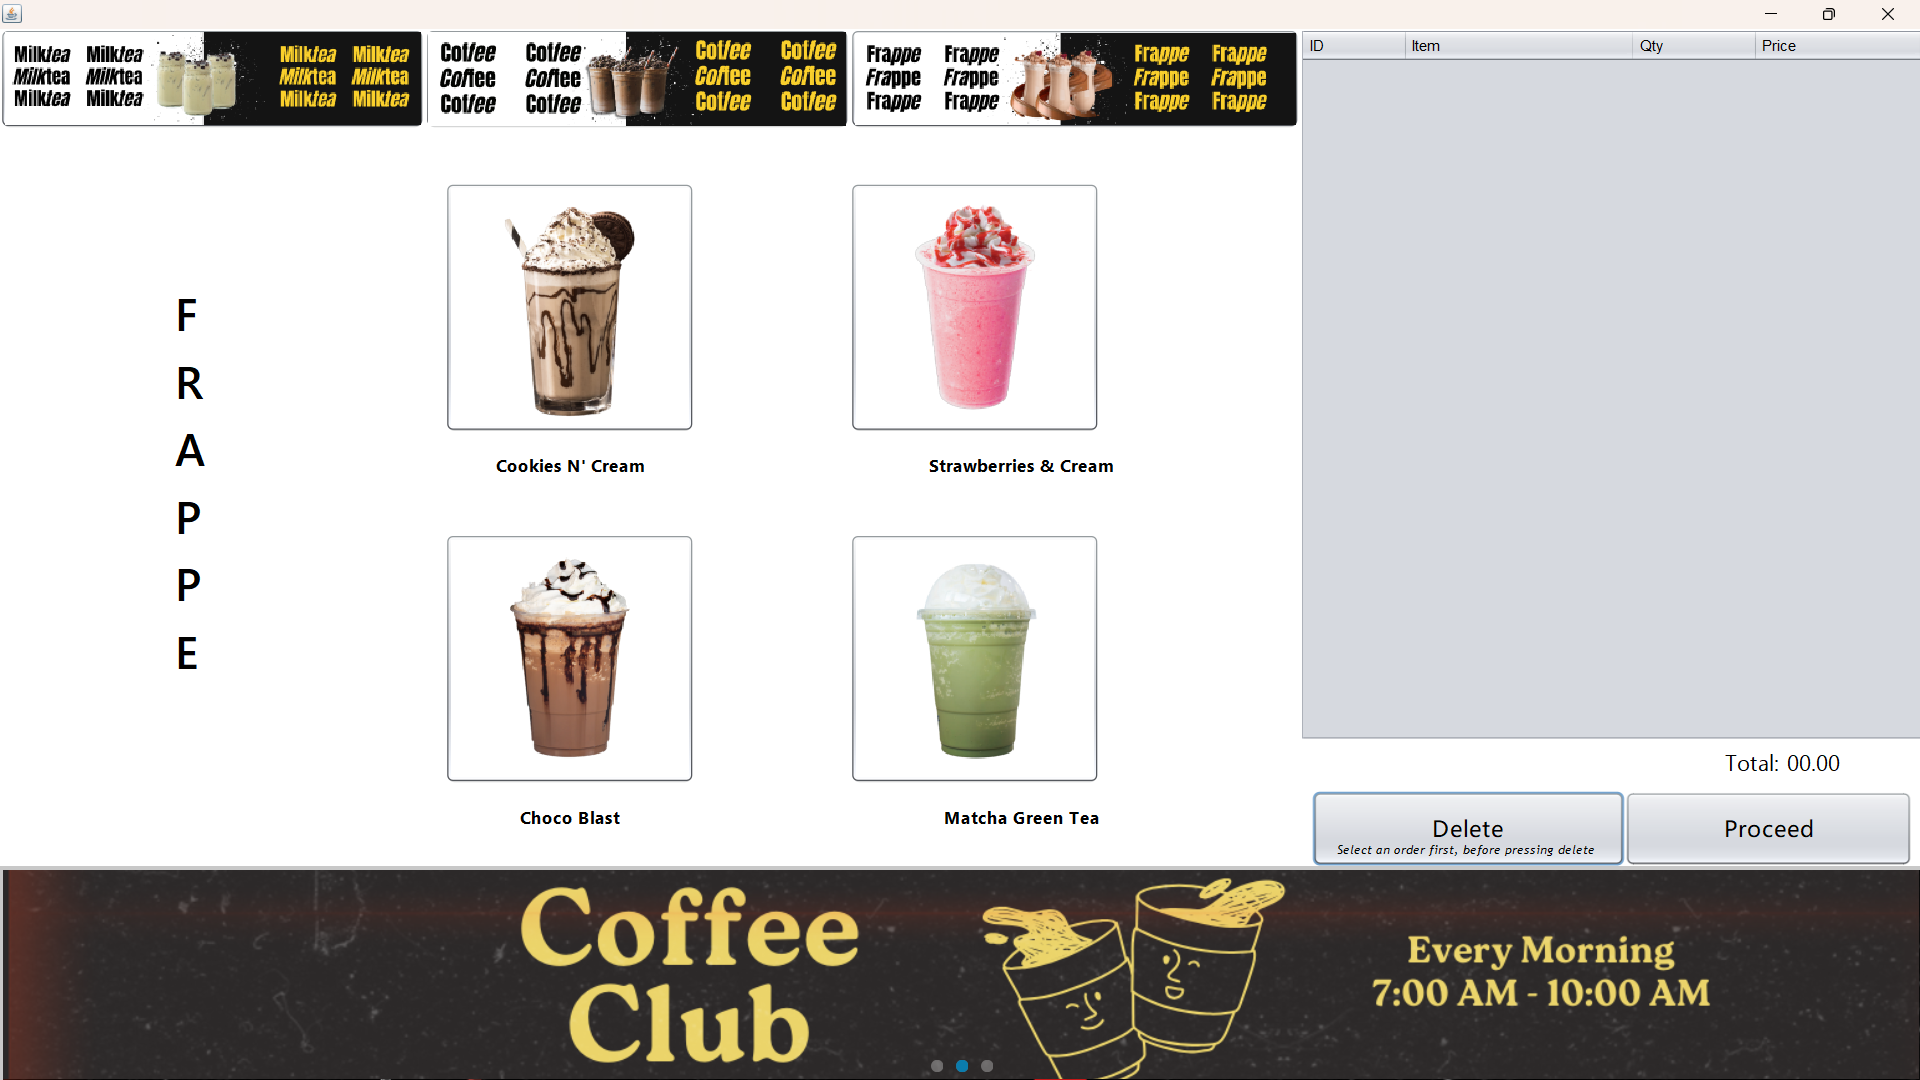 Milktea Milktea Milktea Milktea
Milktea Milktea Milktea Milktea
Milktea Milktea Milktea Milktea
Coffee Coffee Coffee Coffee
Coffee Coffee Coffee Coffee
Coffee Coffee Coffee Coffee
Frappe Frappe Frappe Frappe
Frappe Frappe Frappe Frappe
Frappe Frappe Frappe Frappe
ID Item Qty Price
F
R
A
P
P
E
Cookies N' Cream
Strawberries & Cream
Choco Blast
Matcha Green Tea
Total: 00.00
Delete
Select an order first, before pressing delete
Proceed
Coffee
Club
Every Morning
7:00 AM - 10:00 AM